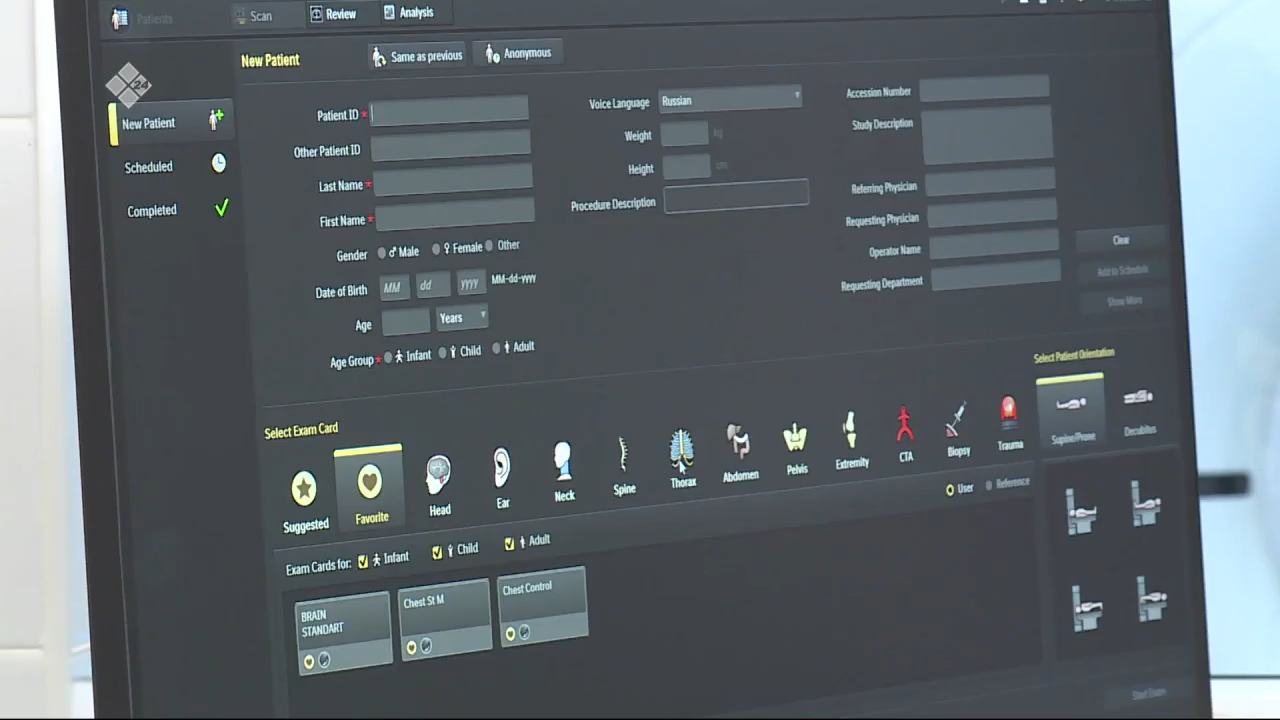 Patients
Scan
Review
Analysis
X24
New Patient
Same as previous
Anonymous
New Patient
Scheduled
Completed
Patient ID *
Other Patient ID
Last Name *
First Name *
Gender Male Female Other
Date of Birth MM dd yyyy MM-dd-yyyy
Age Years
Age Group * Infant Child Adult
Voice Language Russian
Weight kg
Height cm
Procedure Description
Accession Number
Study Description
Referring Physician
Requesting Physician
Operator Name
Requesting Department
Clear
Add to Schedule
Show More
Select Exam Card
Suggested
Favorite
Head
Ear
Neck
Spine
Thorax
Abdomen
Pelvis
Extremity
CTA
Biopsy
Trauma
Select Patient Orientation
Supine/Prone
Decubitus
User Reference
Exam Cards for: Infant Child Adult
BRAIN
STANDART
Chest St M
Chest Control
Start Exam